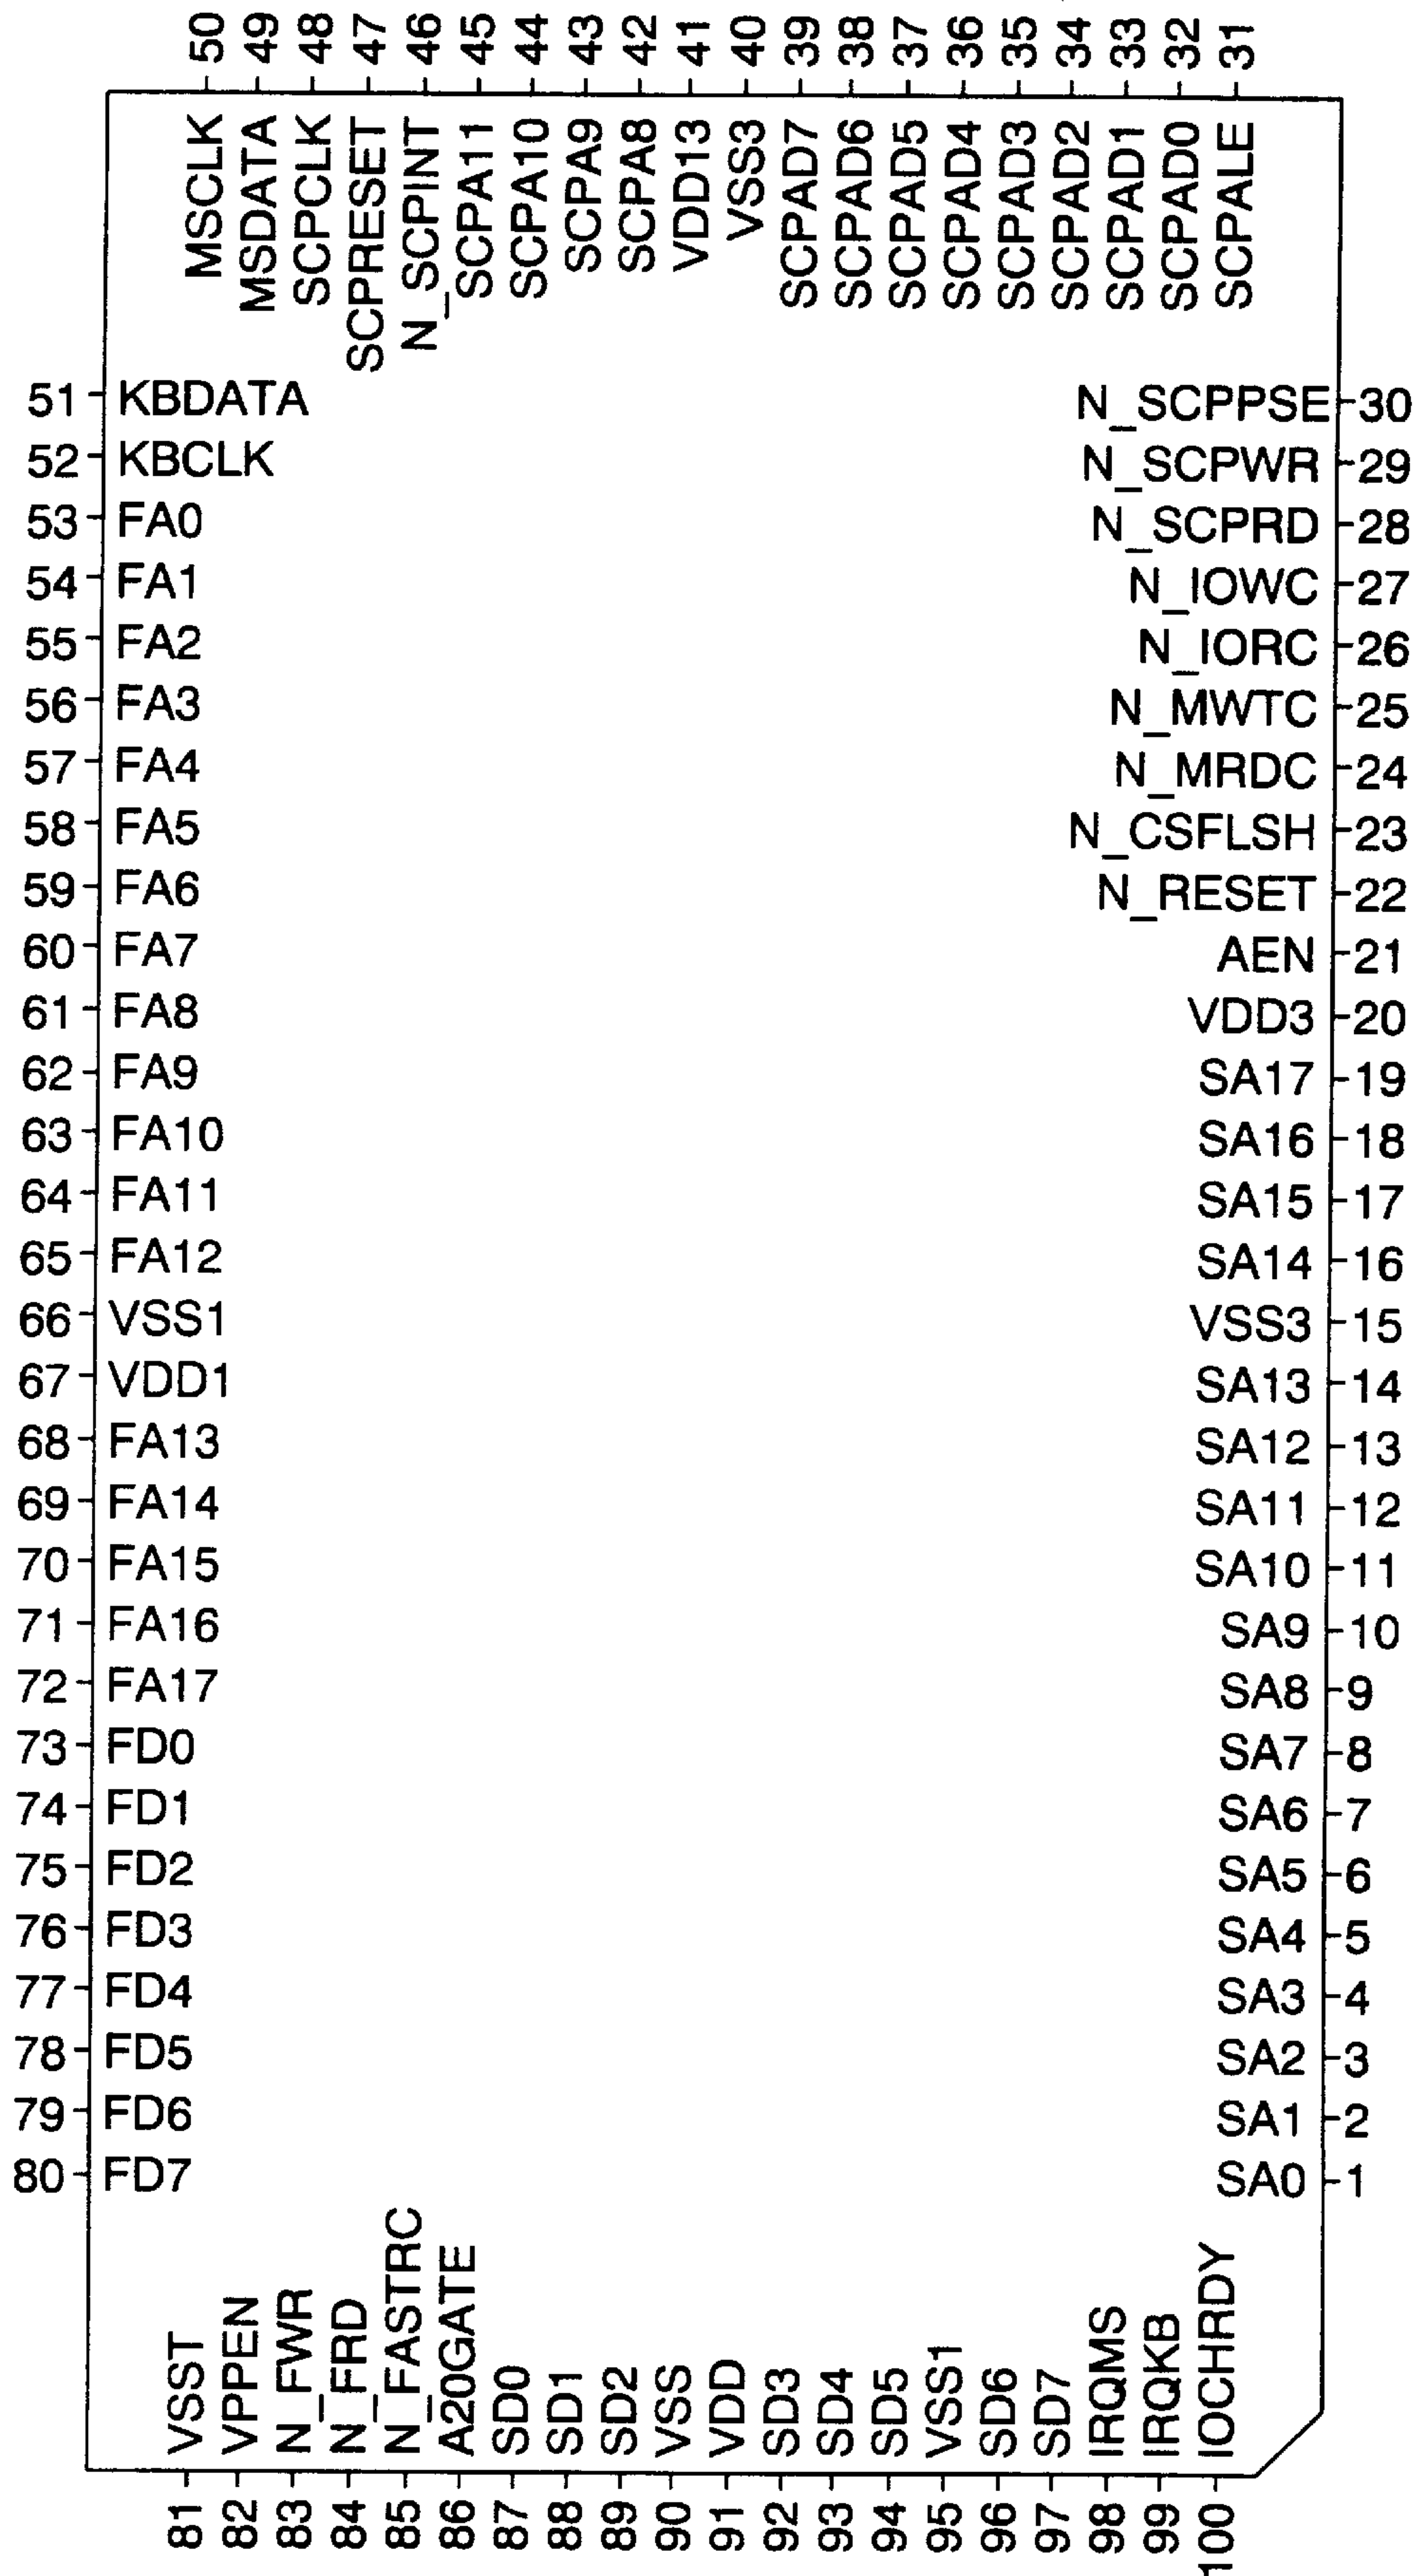 50 49 48 47 46 45 44 43 42 41 40 39 38 37 36 35 34 33 32 31
MSCLK MSDATA SCPCLK SCPRESET N_SCPINT SCPA11 SCPA10 SCPA9 SCPA8 VDD13 VSS3 SCPAD7 SCPAD6 SCPAD5 SCPAD4 SCPAD3 SCPAD2 SCPAD1 SCPAD0 SCPALE
51 KBDATA N_SCPPSE 30
52 KBCLK N_SCPWR 29
53 FA0 N_SCPRD 28
54 FA1 N_IOWC 27
55 FA2 N_IORC 26
56 FA3 N_MWTC 25
57 FA4 N_MRDC 24
58 FA5 N_CSFLSH 23
59 FA6 N_RESET 22
60 FA7 AEN 21
61 FA8 VDD3 20
62 FA9 SA17 19
63 FA10 SA16 18
64 FA11 SA15 17
65 FA12 SA14 16
66 VSS1 VSS3 15
67 VDD1 SA13 14
68 FA13 SA12 13
69 FA14 SA11 12
70 FA15 SA10 11
71 FA16 SA9 10
72 FA17 SA8 9
73 FD0 SA7 8
74 FD1 SA6 7
75 FD2 SA5 6
76 FD3 SA4 5
77 FD4 SA3 4
78 FD5 SA2 3
79 FD6 SA1 2
80 FD7 SA0 1
VSST VPPEN N_FWR N_FRD N_FASTRC A20GATE SD0 SD1 SD2 VSS VDD SD3 SD4 SD5 VSS1 SD6 SD7 IRQMS IRQKB IOCHRDY
81 82 83 84 85 86 87 88 89 90 91 92 93 94 95 96 97 98 99 100